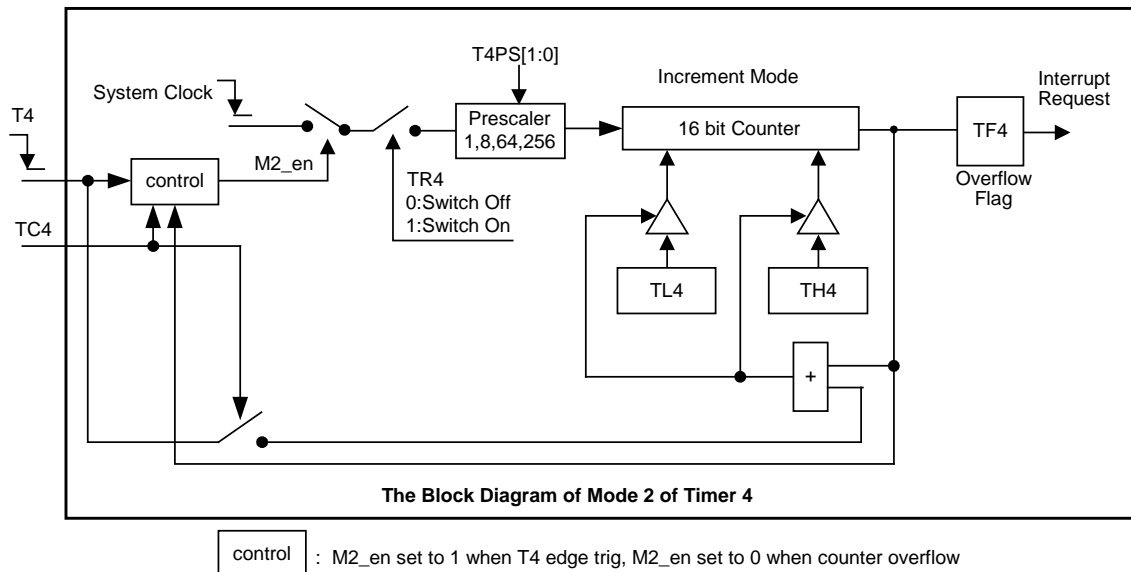 T4PS[1:0]
Increment Mode
Interrupt
Request
System Clock
T4
Prescaler
1,8,64,256
16 bit Counter
TF4
Overflow
Flag
M2_en
control
TR4
0:Switch Off
1:Switch On
TC4
TL4
TH4
+
The Block Diagram of Mode 2 of Timer 4
control : M2_en set to 1 when T4 edge trig, M2_en set to 0 when counter overflow